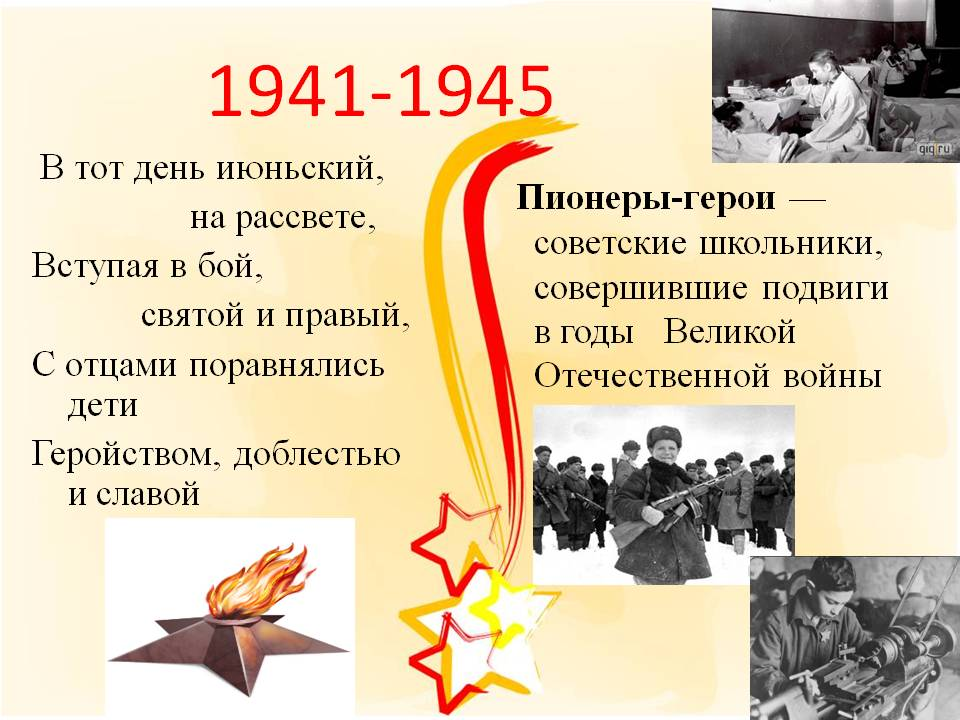 1941-1945
В тот день июньский,
на рассвете,
Вступая в бой,
святой и правый,
С отцами поравнялись
дети
Геройством, доблестью
и славой
Пионеры-герои —
советские школьники,
совершившие подвиги
в годы Великой
Отечественной войны
gig.ru